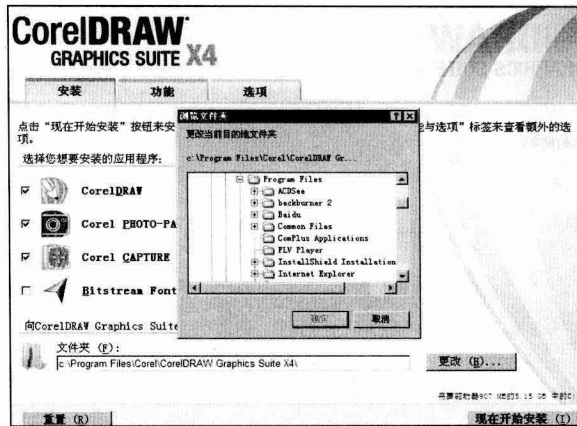 CorelDRAW
GRAPHICS SUITE X4
安装 功能 选项
点击“现在开始安装”按钮来安
能与选项”标签来查看额外的选
项。
选择您想要安装的应用程序:
CorelDRAW
Corel PHOTO-PA
Corel CAPTURE
Bitstream Font
向CorelDRAW Graphics Suite
文件夹 (F):
c:\Program Files\Corel\CorelDRAW Graphics Suite X4\
更改 (H)...
重置 (R)
现在开始安装 (I)
浏览文件夹
更改当前目的地文件夹
c:\Program Files\Corel\CorelDRAW Gr...
Program Files
ACDSee
backburner 2
Baidu
Common Files
ComPlus Applications
FLV Player
InstallShield Installation
Internet Explorer
确定 取消